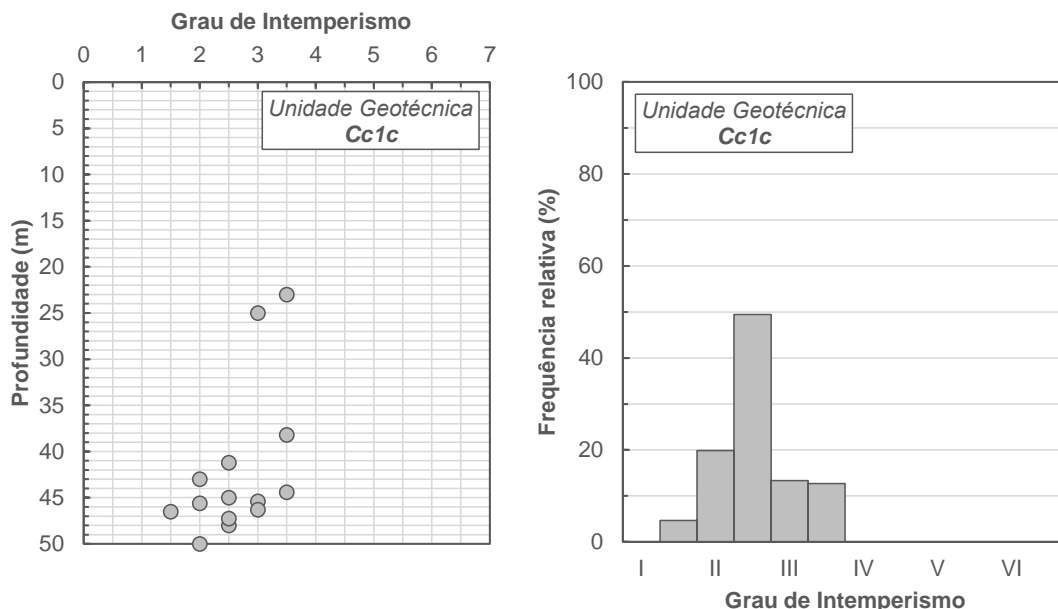 Grau de Intemperismo
0 1 2 3 4 5 6 7
0
5
10
15
20
25
30
35
40
45
50
Profundidade (m)
Unidade Geotécnica
Cc1c
100
80
60
40
20
0
Frequência relativa (%)
Unidade Geotécnica
Cc1c
I II III IV V VI
Grau de Intemperismo